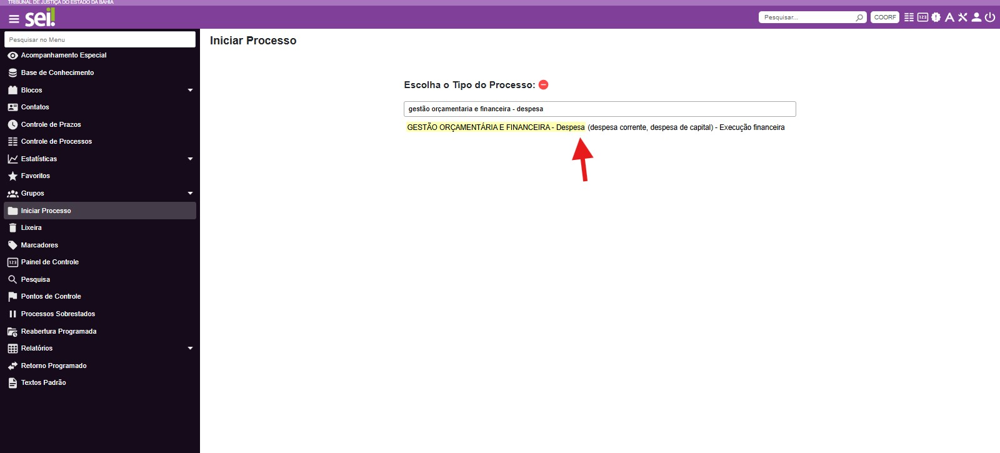 TRIBUNAL DE JUSTIÇA DO ESTADO DA BAHIA
sei!
Pesquisar...
COORF
123
Pesquisar no Menu
Acompanhamento Especial
Base de Conhecimento
Blocos
Contatos
Controle de Prazos
Controle de Processos
Estatísticas
Favoritos
Grupos
Iniciar Processo
Lixeira
Marcadores
123
Painel de Controle
Pesquisa
Pontos de Controle
Processos Sobrestados
Reabertura Programada
Relatórios
Retorno Programado
Textos Padrão
Iniciar Processo
Escolha o Tipo do Processo:
gestão orçamentaria e financeira - despesa
GESTÃO ORÇAMENTÁRIA E FINANCEIRA - Despesa (despesa corrente, despesa de capital) - Execução financeira